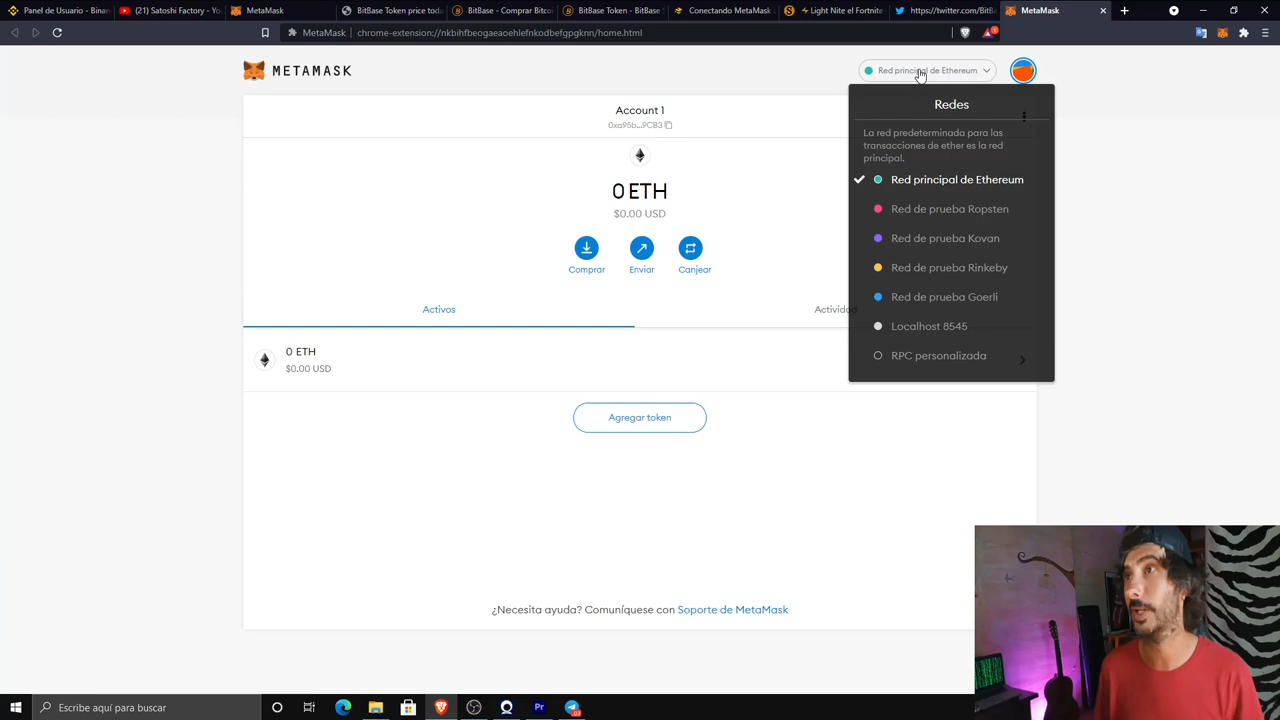 Panel de Usuario - Binan
(21) Satoshi Factory - Yo
MetaMask
BitBase Token price toda
BitBase - Comprar Bitco
BitBase Token - BitBase
Conectando MetaMask
Light Nite el Fortnite
https://twitter.com/BitB
MetaMask
MetaMask
chrome-extension://nkbihfbeogaeaoehlefnkodbefgpgknn/home.html
METAMASK
Red principal de Ethereum
Account 1
0xa95b...9CB3
0 ETH
$0.00 USD
Comprar
Enviar
Canjear
Activos
Actividad
0 ETH
$0.00 USD
Agregar token
¿Necesita ayuda? Comuníquese con Soporte de MetaMask
Redes
La red predeterminada para las
transacciones de ether es la red
principal.
Red principal de Ethereum
Red de prueba Ropsten
Red de prueba Kovan
Red de prueba Rinkeby
Red de prueba Goerli
Localhost 8545
RPC personalizada
Escribe aquí para buscar